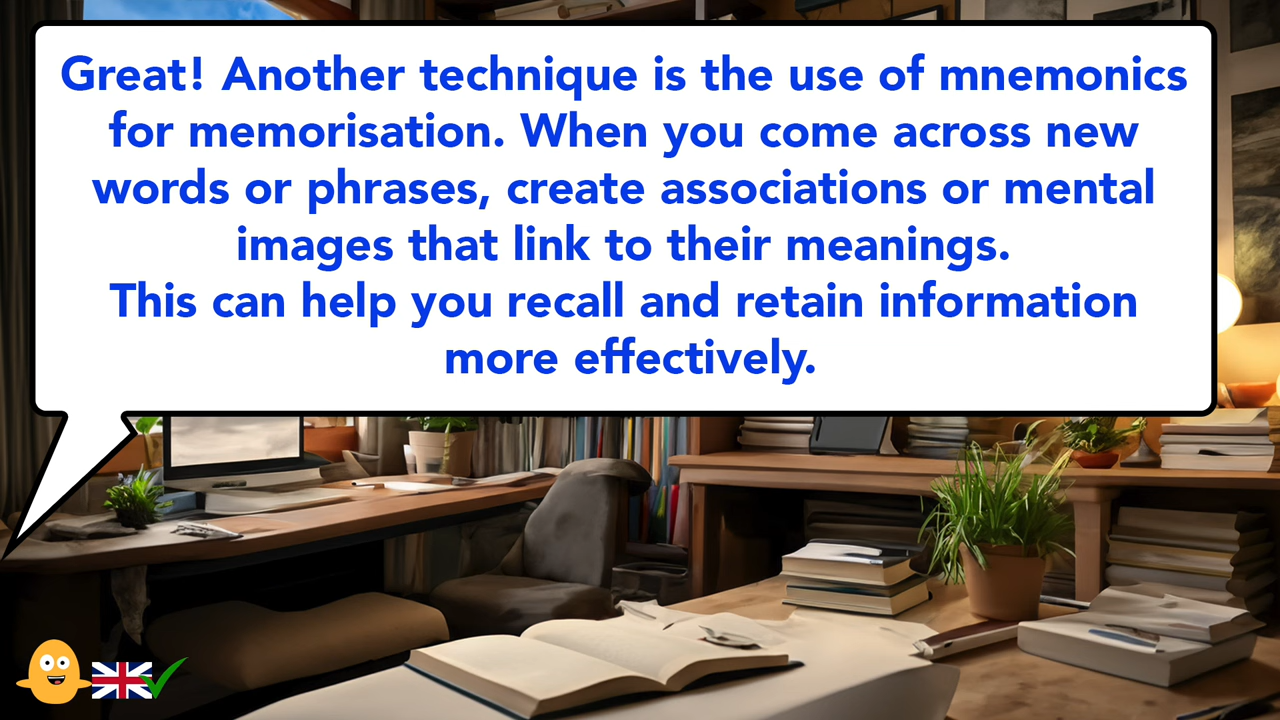 Great! Another technique is the use of mnemonics
for memorisation. When you come across new
words or phrases, create associations or mental
images that link to their meanings.
This can help you recall and retain information
more effectively.